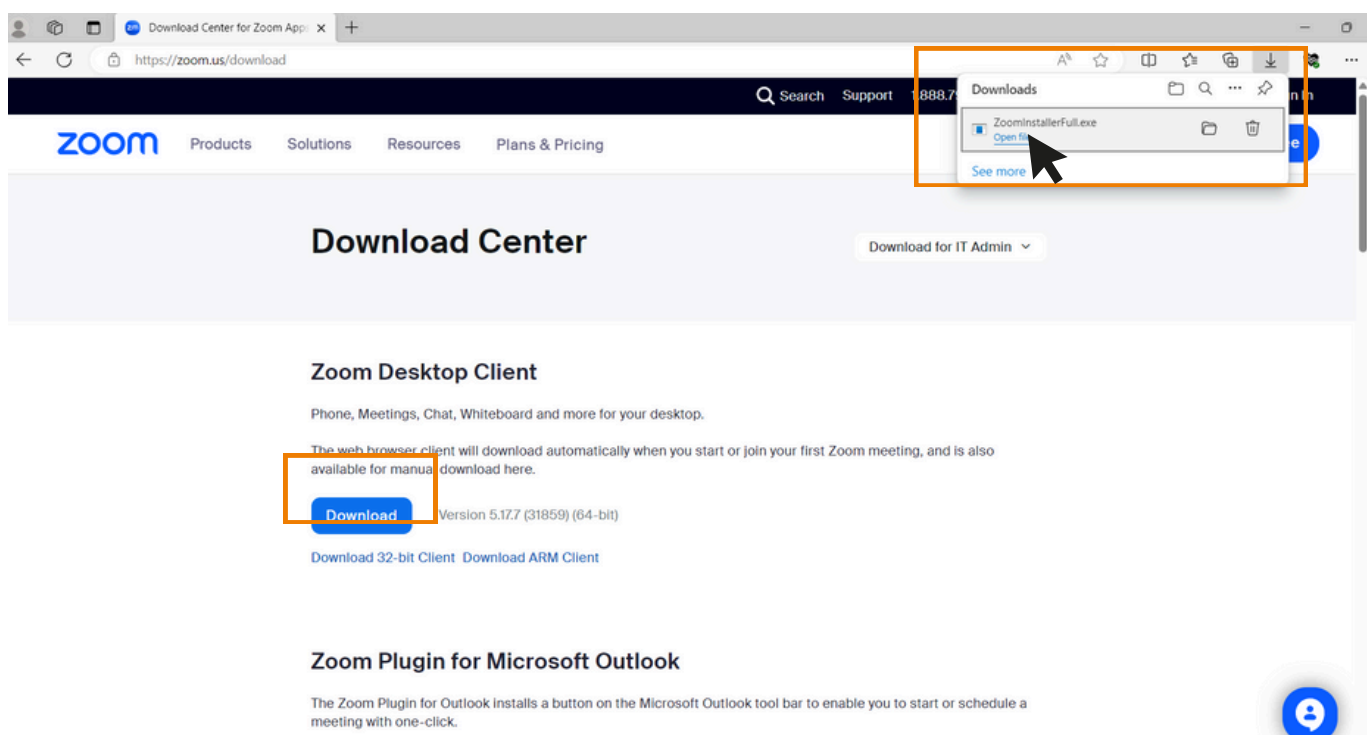 Download Center for Zoom App
https://zoom.us/download
Search Support 1.888.79
Downloads
ZoomInstallerFull.exe
Open file
See more
zoom Products Solutions Resources Plans & Pricing
Download Center
Download for IT Admin
Zoom Desktop Client
Phone, Meetings, Chat, Whiteboard and more for your desktop.
The web browser client will download automatically when you start or join your first Zoom meeting, and is also
available for manual download here.
Download Version 5.17.7 (31859) (64-bit)
Download 32-bit Client Download ARM Client
Zoom Plugin for Microsoft Outlook
The Zoom Plugin for Outlook installs a button on the Microsoft Outlook tool bar to enable you to start or schedule a
meeting with one-click.